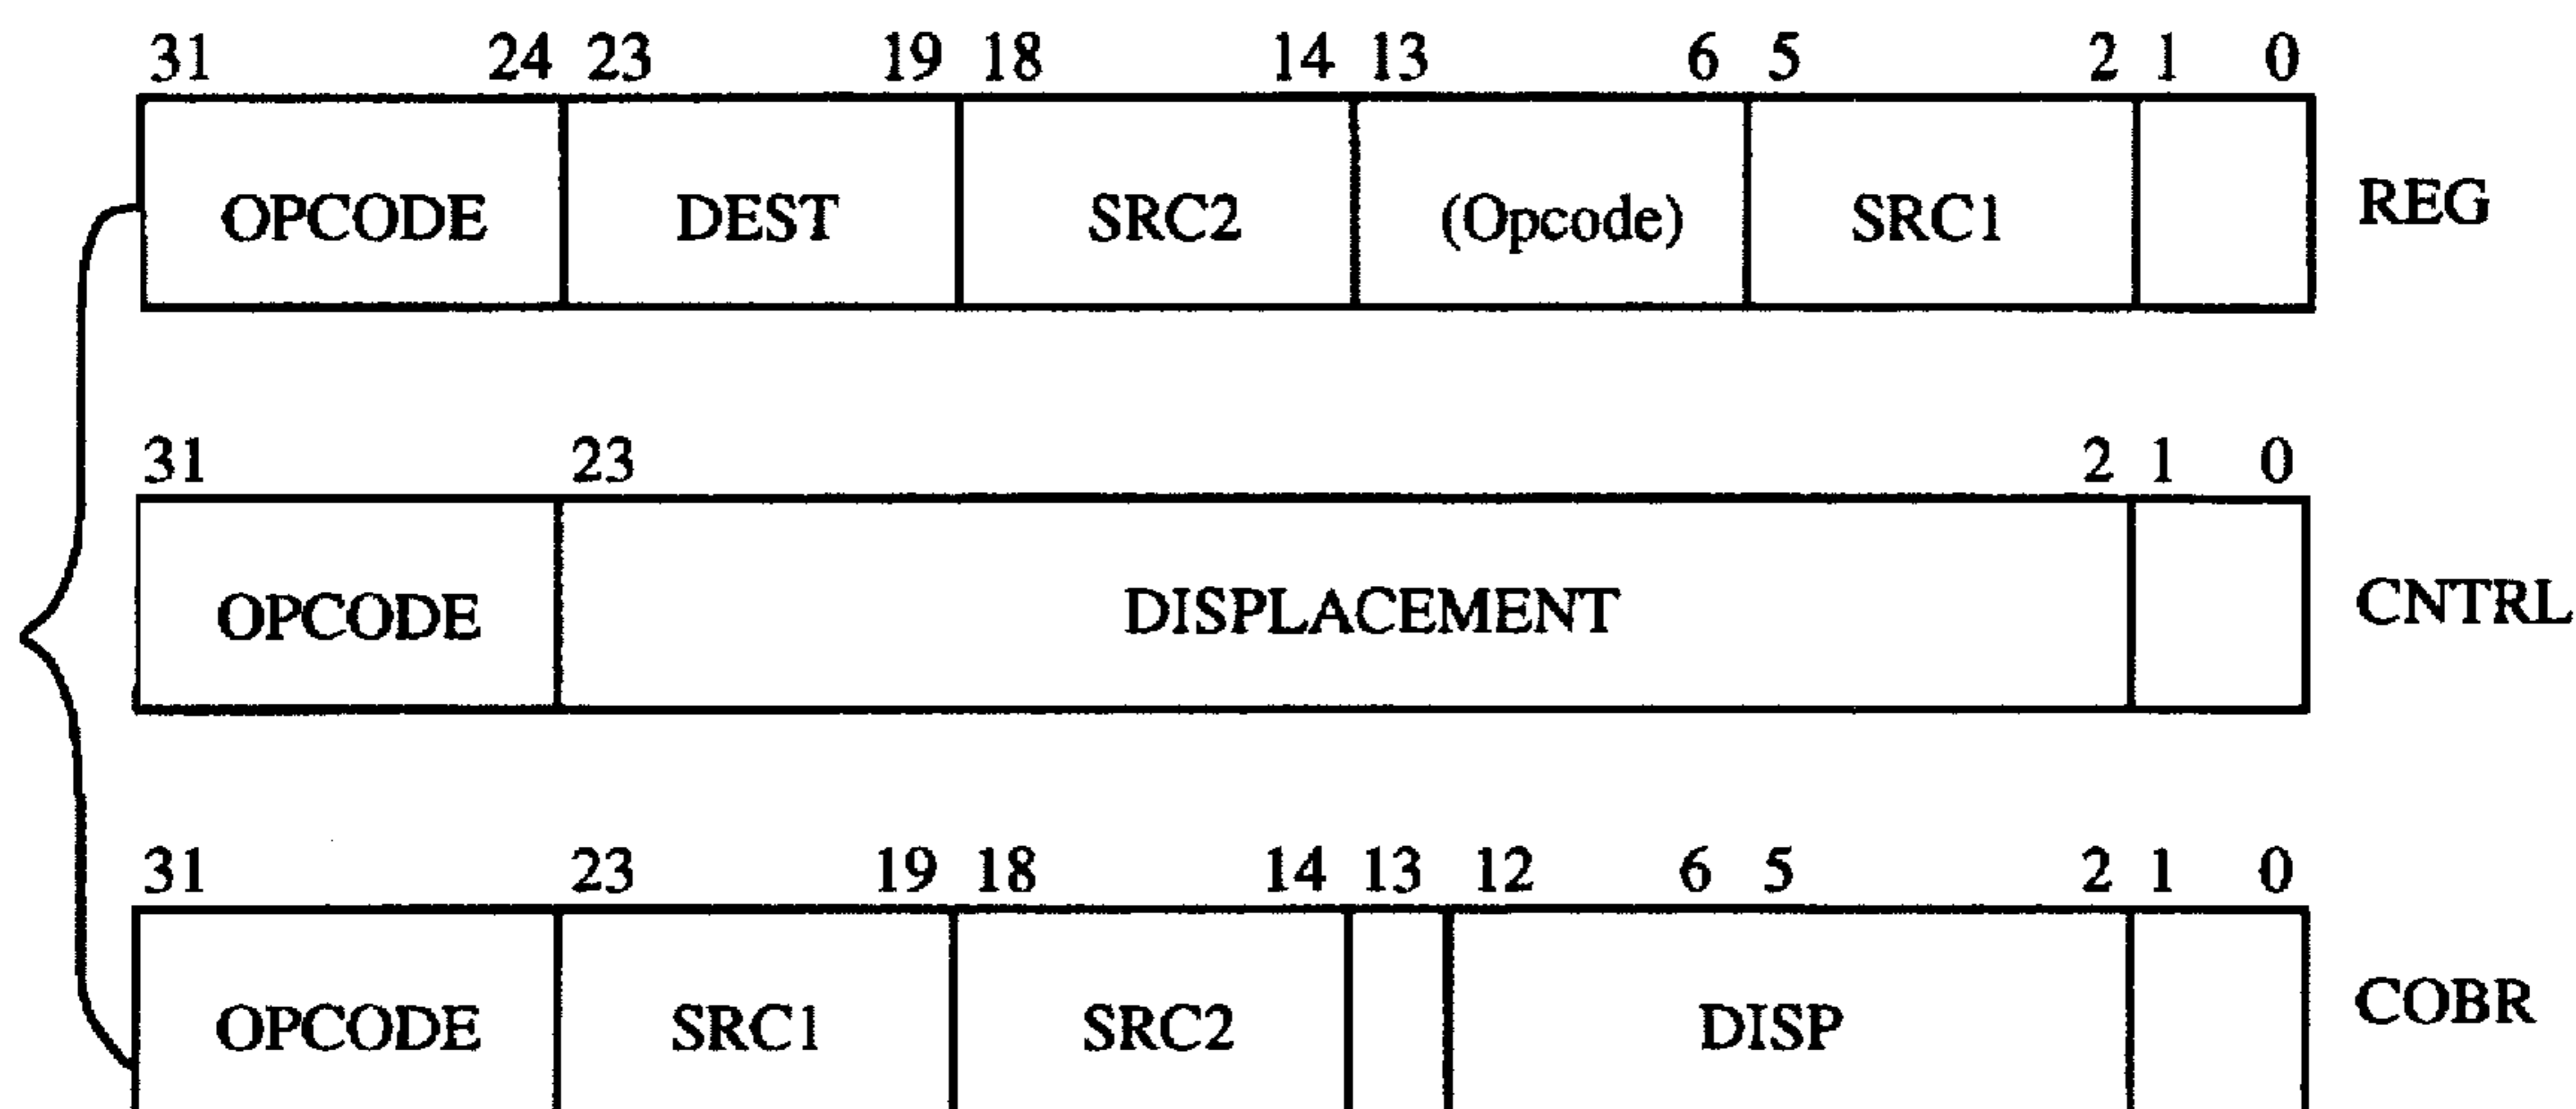 31 24 23 19 18 14 13 6 5 2 1 0
OPCODE DEST SRC2 (Opcode) SRC1 REG
31 23 2 1 0
OPCODE DISPLACEMENT CNTRL
31 23 19 18 14 13 12 6 5 2 1 0
OPCODE SRC1 SRC2 DISP COBR